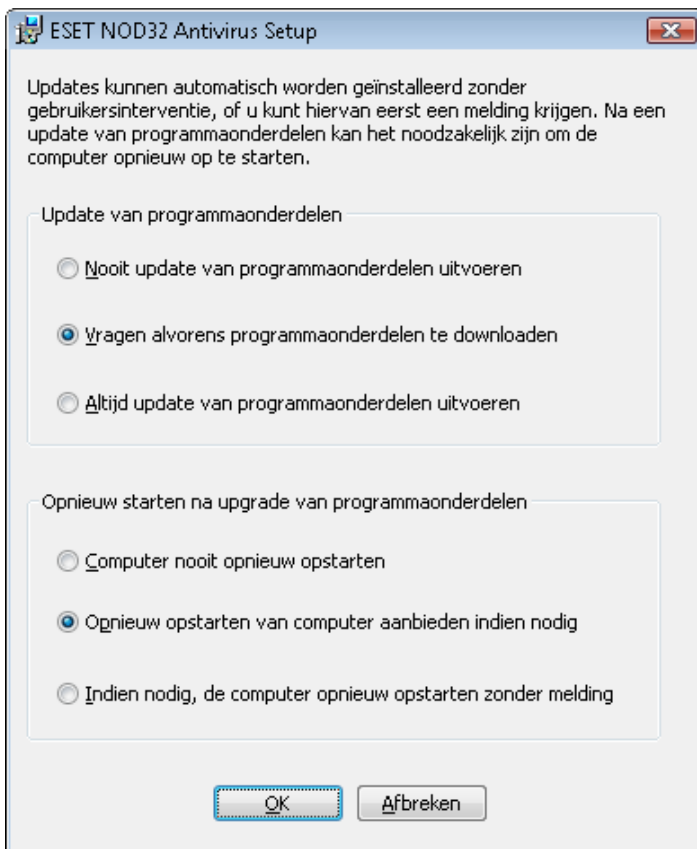 ESET NOD32 Antivirus Setup
Updates kunnen automatisch worden geïnstalleerd zonder
gebruikersinterventie, of u kunt hiervan eerst een melding krijgen. Na een
update van programmaonderdelen kan het noodzakelijk zijn om de
computer opnieuw op te starten.
Update van programmaonderdelen
Nooit update van programmaonderdelen uitvoeren
Vragen alvorens programmaonderdelen te downloaden
Altijd update van programmaonderdelen uitvoeren
Opnieuw starten na upgrade van programmaonderdelen
Computer nooit opnieuw opstarten
Opnieuw opstarten van computer aanbieden indien nodig
Indien nodig, de computer opnieuw opstarten zonder melding
OK
Afbreken